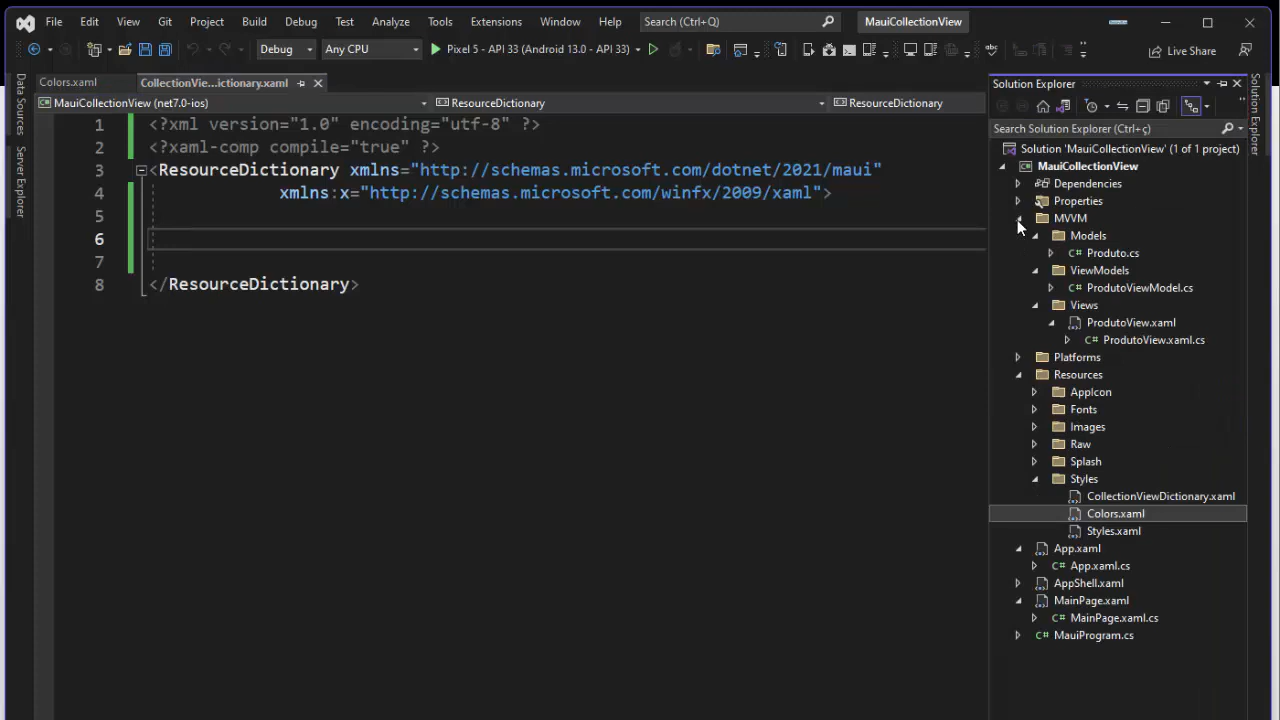 File Edit View Git Project Build Debug Test Analyze Tools Extensions Window Help Search (Ctrl+Q) MauiCollectionView
Debug Any CPU Pixel 5 - API 33 (Android 13.0 - API 33) Live Share
Colors.xaml CollectionVie...ictionary.xaml
MauiCollectionView (net7.0-ios) ResourceDictionary ResourceDictionary
1 <?xml version="1.0" encoding="utf-8" ?>
2 <?xaml-comp compile="true" ?>
3 <ResourceDictionary xmlns="http://schemas.microsoft.com/dotnet/2021/maui"
4 xmlns:x="http://schemas.microsoft.com/winfx/2009/xaml">
5
6
7
8 </ResourceDictionary>
Data Sources
Server Explorer
Solution Explorer
Search Solution Explorer (Ctrl+ç)
Solution 'MauiCollectionView' (1 of 1 project)
MauiCollectionView
Dependencies
Properties
MVVM
Models
C# Produto.cs
ViewModels
C# ProdutoViewModel.cs
Views
ProdutoView.xaml
C# ProdutoView.xaml.cs
Platforms
Resources
AppIcon
Fonts
Images
Raw
Splash
Styles
CollectionViewDictionary.xaml
Colors.xaml
Styles.xaml
App.xaml
C# App.xaml.cs
AppShell.xaml
MainPage.xaml
C# MainPage.xaml.cs
C# MauiProgram.cs
Data Sources
Server Explorer